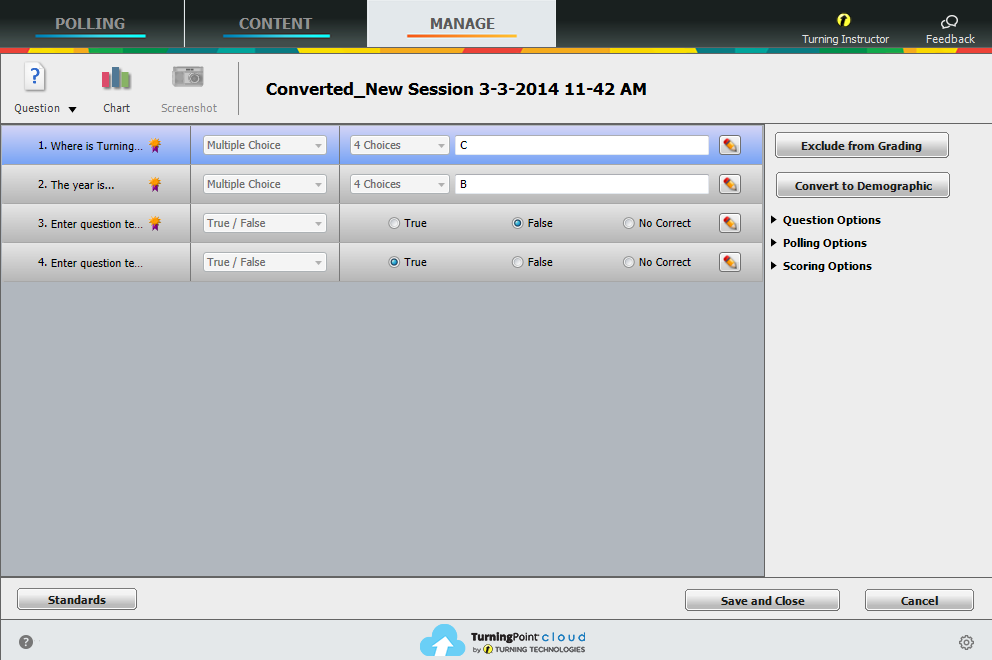 POLLING CONTENT MANAGE
Turning Instructor Feedback
Question Chart Screenshot
Converted_New Session 3-3-2014 11-42 AM
1. Where is Turning... Multiple Choice 4 Choices C
2. The year is... Multiple Choice 4 Choices B
3. Enter question te... True / False True False No Correct
4. Enter question te... True / False True False No Correct
Exclude from Grading
Convert to Demographic
Question Options
Polling Options
Scoring Options
Standards Save and Close Cancel
TurningPoint cloud
by TURNING TECHNOLOGIES